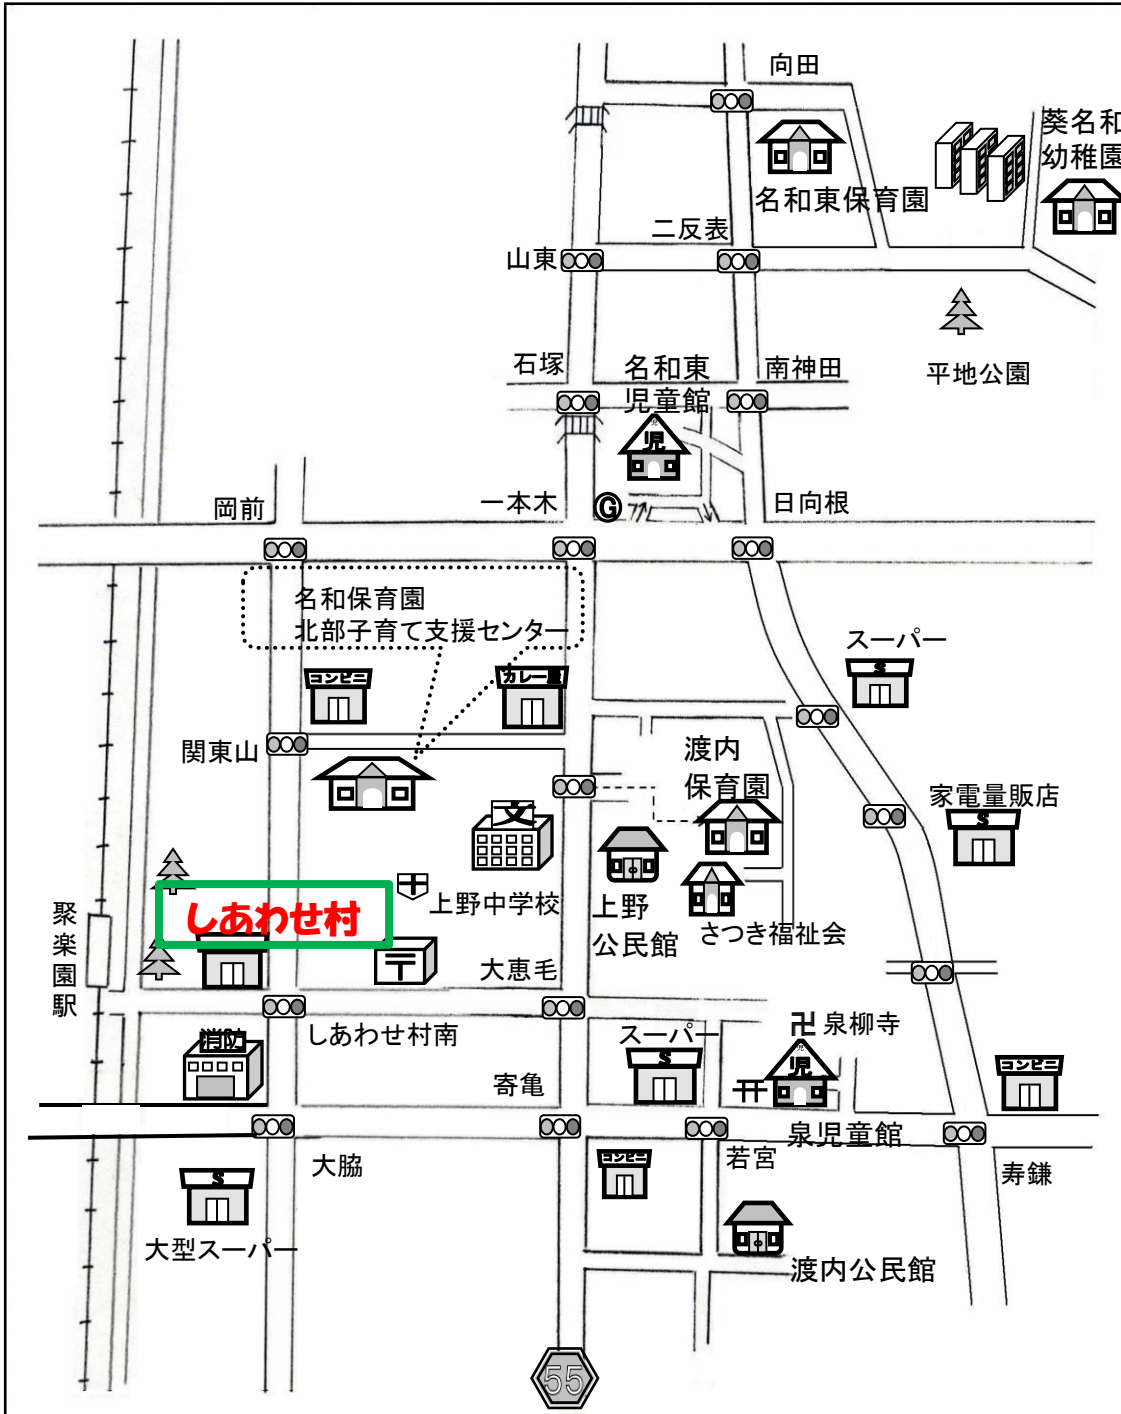 向田
葵名和
幼稚園
名和東保育園
二反表
山東
平地公園
石塚
名和東
児童館
南神田
児
児
岡前
一本木
G
日向根
名和保育園
北部子育て支援センター
スーパー
S
コンビニ
カレー屋
関東山
渡内
保育園
家電量販店
S
文
上野中学校
上野
公民館
さつき福祉会
しあわせ村
聚楽園駅
〒
大恵毛
しあわせ村南
消防
スーパー
S
卍泉柳寺
児
寄亀
コンビニ
泉児童館
大脇
コンビニ
若宮
寿鎌
S
大型スーパー
渡内公民館
55